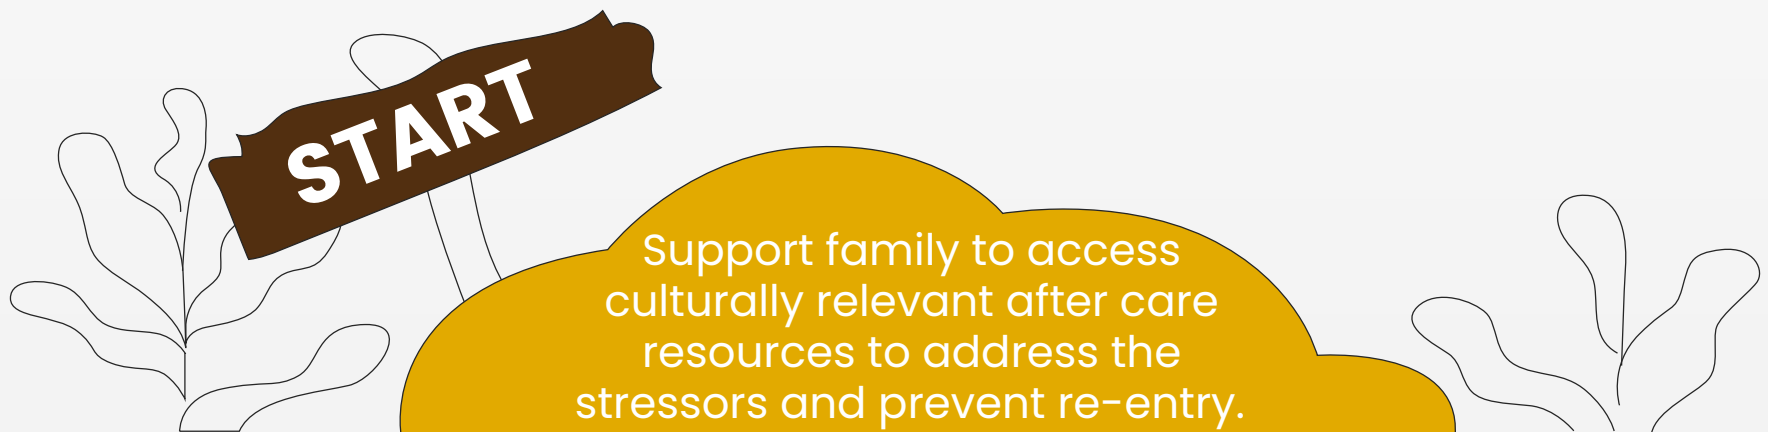 START
Support family to access
culturally relevant after care
resources to address the
stressors and prevent re-entry.